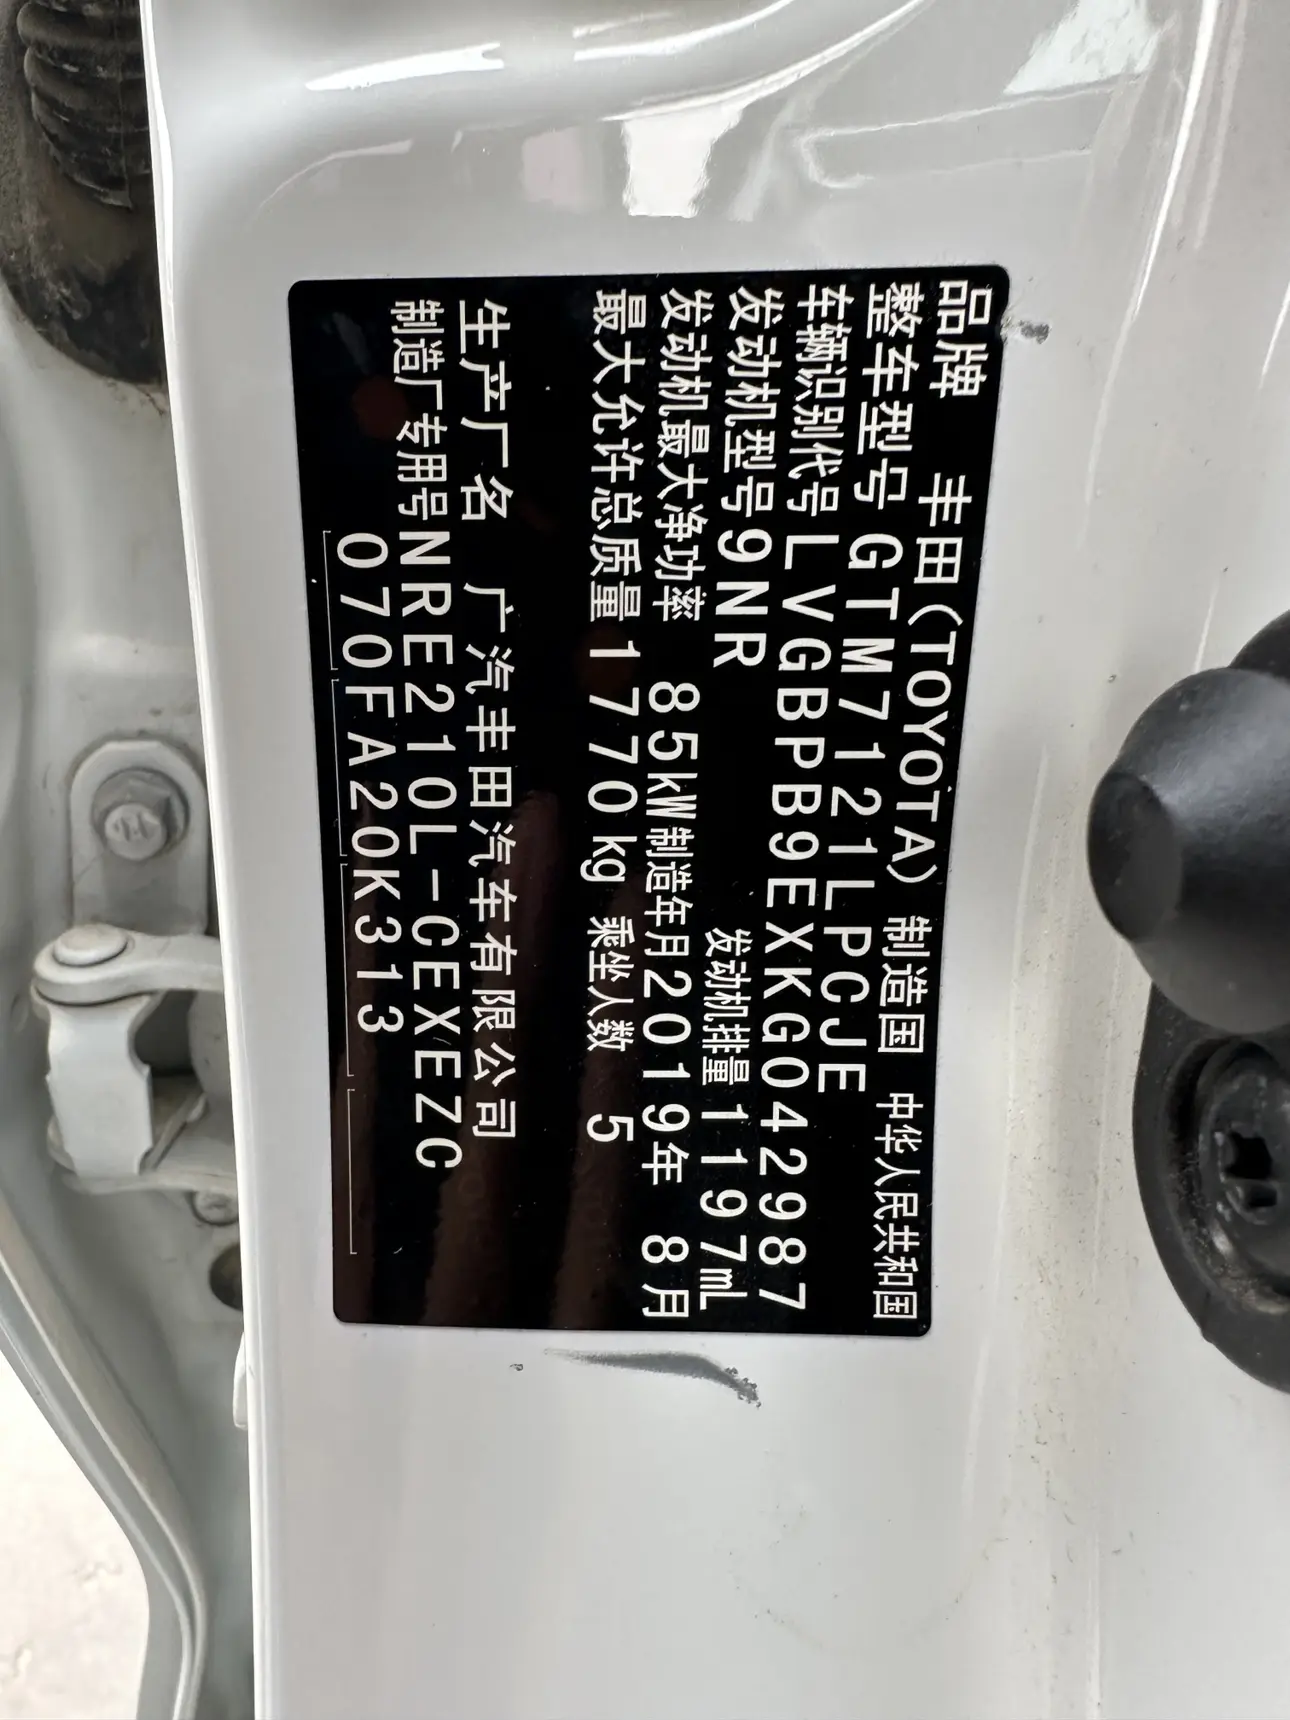 品牌 丰田(TOYOTA) 制造国 中华人民共和国
整车型号 GTM7121LPCJE
车辆识别代号 LVGBPB9EXKG042987
发动机型号 9NR 发动机排量 1197mL
发动机最大净功率 85kW 制造年月 2019年 8月
最大允许总质量 1770kg 乘坐人数 5
生产厂名 广汽丰田汽车有限公司
制造厂专用号 NRE210L-CEXEZC
070FA20K313